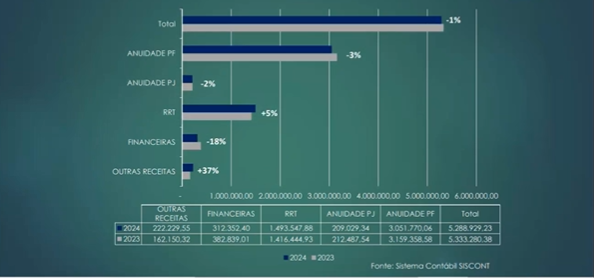 Total
-1%
ANUIDADE PF
-3%
ANUIDADE PJ
-2%
RRT
+5%
FINANCEIRAS
-18%
OUTRAS RECEITAS
+37%
- 1.000.000,00 2.000.000,00 3.000.000,00 4.000.000,00 5.000.000,00 6.000.000,00
OUTRAS RECEITAS FINANCEIRAS RRT ANUIDADE PJ ANUIDADE PF Total
2024 222.229,55 312.352,40 1.493.547,88 209.029,34 3.051.770,06 5.288.929,23
2023 162.150,32 382.839,01 1.416.444,93 212.487,54 3.159.358,58 5.333.280,38
2024 2023
Fonte: Sistema Contábil SISCONT